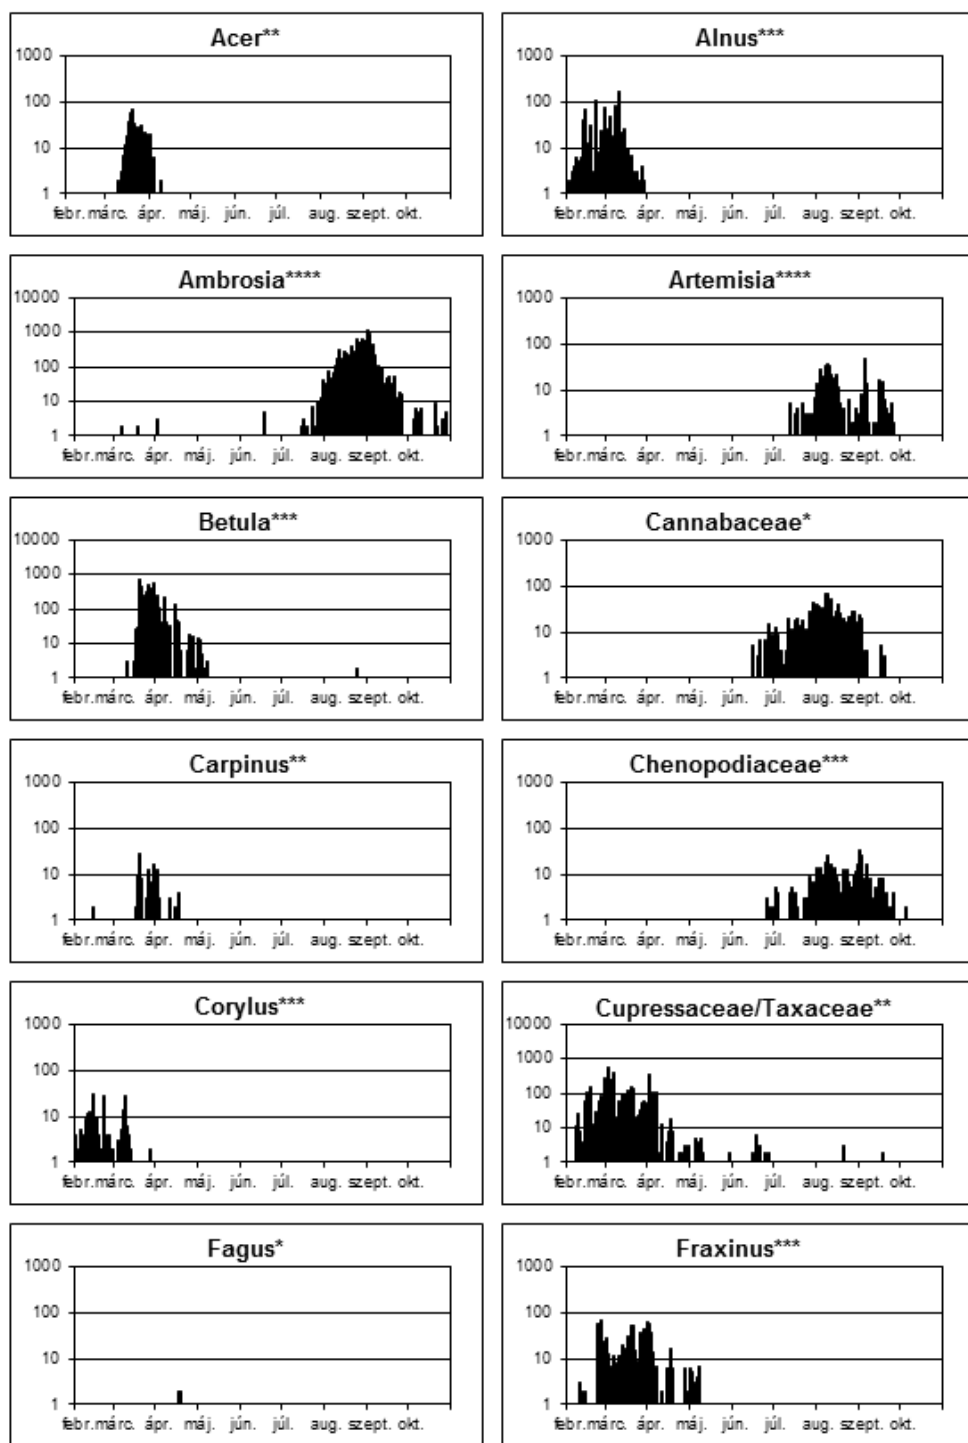 Acer**
1000
100
10
1
febr. márc. ápr. máj. jún. júl. aug. szept. okt.
Alnus***
1000
100
10
1
febr. márc. ápr. máj. jún. júl. aug. szept. okt.
Ambrosia****
10000
1000
100
10
1
febr. márc. ápr. máj. jún. júl. aug. szept. okt.
Artemisia****
1000
100
10
1
febr. márc. ápr. máj. jún. júl. aug. szept. okt.
Betula***
10000
1000
100
10
1
febr. márc. ápr. máj. jún. júl. aug. szept. okt.
Cannabaceae*
1000
100
10
1
febr. márc. ápr. máj. jún. júl. aug. szept. okt.
Carpinus**
1000
100
10
1
febr. márc. ápr. máj. jún. júl. aug. szept. okt.
Chenopodiaceae***
1000
100
10
1
febr. márc. ápr. máj. jún. júl. aug. szept. okt.
Corylus***
1000
100
10
1
febr. márc. ápr. máj. jún. júl. aug. szept. okt.
Cupressaceae/Taxaceae**
10000
1000
100
10
1
febr. márc. ápr. máj. jún. júl. aug. szept. okt.
Fagus*
1000
100
10
1
febr. márc. ápr. máj. jún. júl. aug. szept. okt.
Fraxinus***
1000
100
10
1
febr. márc. ápr. máj. jún. júl. aug. szept. okt.